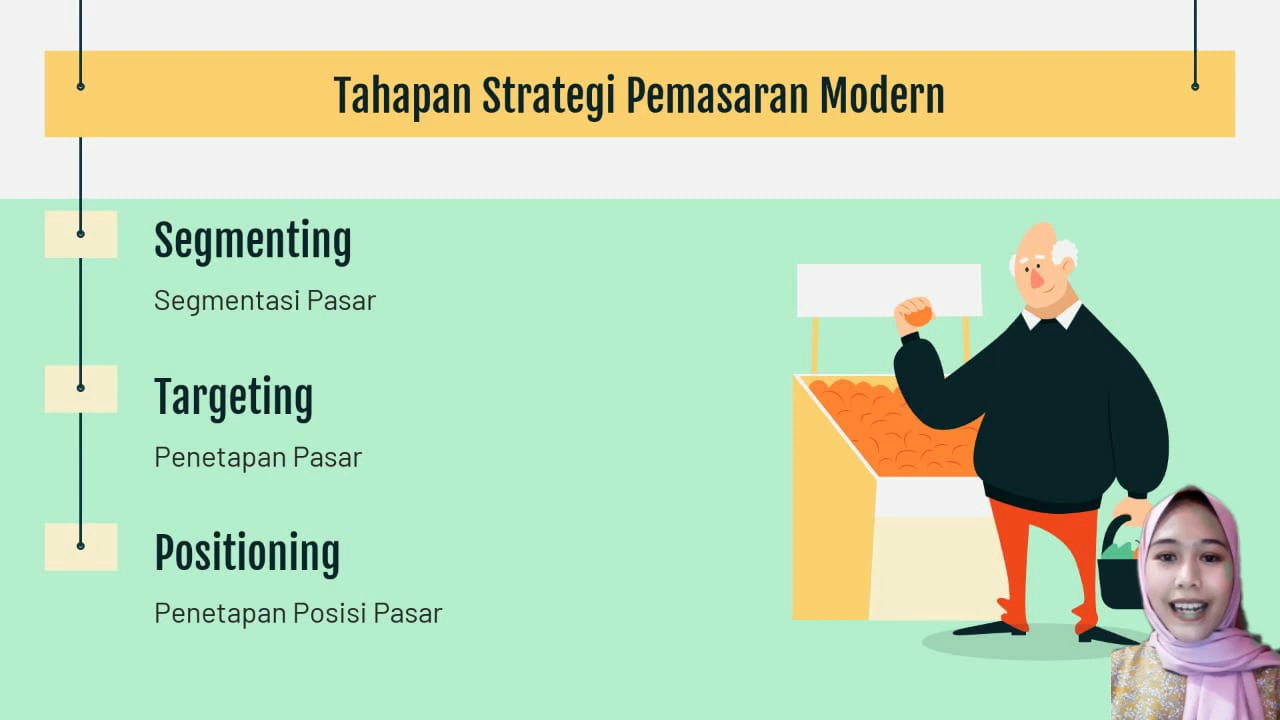 Tahapan Strategi Pemasaran Modern
Segmenting
Segmentasi Pasar
Targeting
Penetapan Pasar
Positioning
Penetapan Posisi Pasar